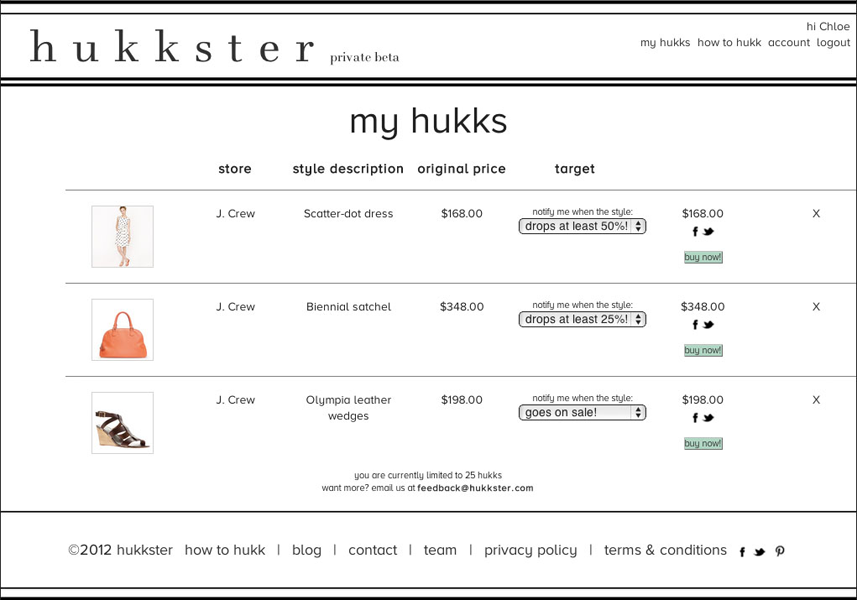 hi Chloe
hukkster private beta
my hukks how to hukk account logout
my hukks
store style description original price target
J. Crew Scatter-dot dress $168.00 notify me when the style: $168.00 X
drops at least 50%!
buy now!
J. Crew Biennial satchel $348.00 notify me when the style: $348.00 X
drops at least 25%!
buy now!
J. Crew Olympia leather $198.00 notify me when the style: $198.00 X
wedges goes on sale!
buy now!
you are currently limited to 25 hukks
want more? email us at feedback@hukkster.com
©2012 hukkster how to hukk | blog | contact | team | privacy policy | terms & conditions